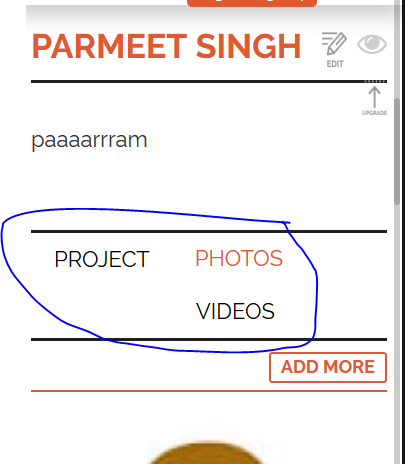 PARMEET SINGH
EDIT
UPGRADE
paaaarrram
PROJECT PHOTOS
VIDEOS
ADD MORE